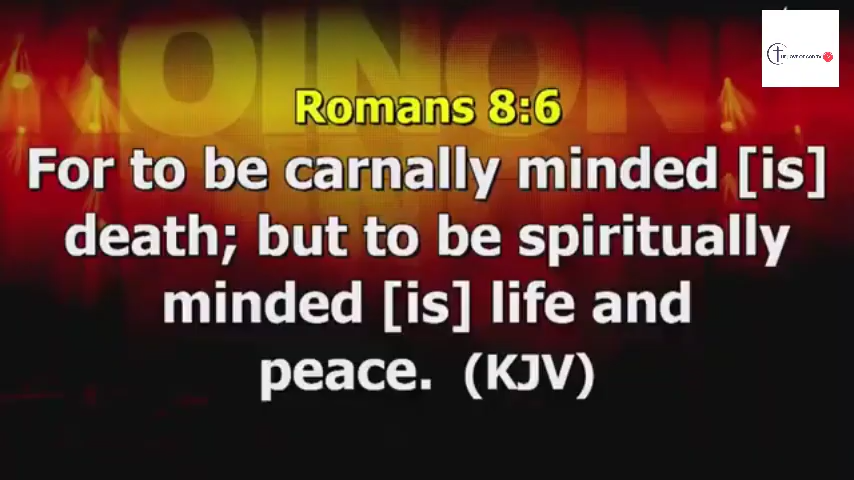 KOINONI
Romans 8:6
For to be carnally minded [is]
death; but to be spiritually
minded [is] life and
peace. (KJV)